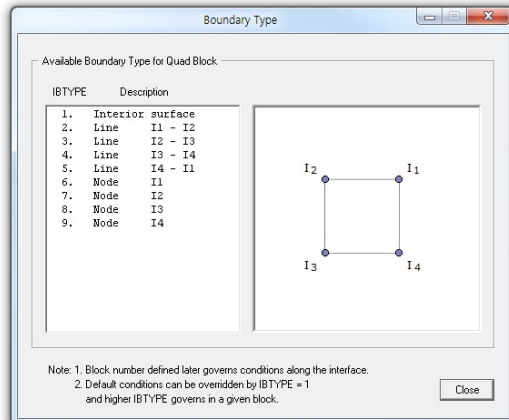 Boundary Type
Available Boundary Type for Quad Block
IBTYPE Description
1. Interior surface
2. Line I1 - I2
3. Line I2 - I3
4. Line I3 - I4
5. Line I4 - I1
6. Node I1
7. Node I2
8. Node I3
9. Node I4
I2 I1
I3 I4
Note: 1. Block number defined later governs conditions along the interface.
2. Default conditions can be overridden by IBTYPE = 1
and higher IBTYPE governs in a given block.
Close